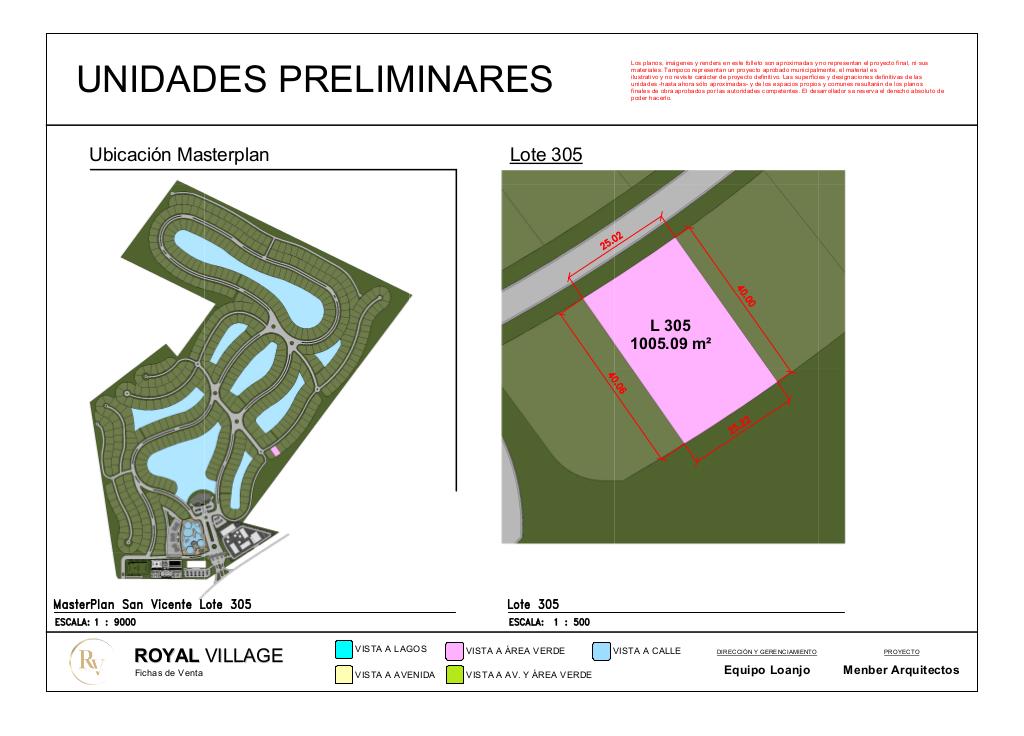 UNIDADES PRELIMINARES
Los planos, imágenes y renders en este folleto son aproximadas y no representan el proyecto final, ni sus
materiales. Tampoco representan un proyecto aprobado municipalmente, el material es
ilustrativo y no reviste carácter de proyecto definitivo. Las superficies y designaciones definitivas de las
unidades -hasta ahora sólo aproximadas- y de los espacios propios y comunes resultarán de los planos
finales de obra aprobados por las autoridades competentes. El desarrollador se reserva el derecho absoluto de
poder hacerlo.
Ubicación Masterplan
Lote 305
25.02
40.00
L 305
1005.09 m²
40.06
MasterPlan San Vicente Lote 305
ESCALA: 1 : 9000
Lote 305
ESCALA: 1 : 500
RV
ROYAL VILLAGE
Fichas de Venta
VISTA A LAGOS
VISTA A ÁREA VERDE
VISTA A CALLE
VISTA A AVENIDA
VISTA A AV. Y ÁREA VERDE
DIRECCIÓN Y GERENCIAMIENTO
Equipo Loanjo
PROYECTO
Menber Arquitectos